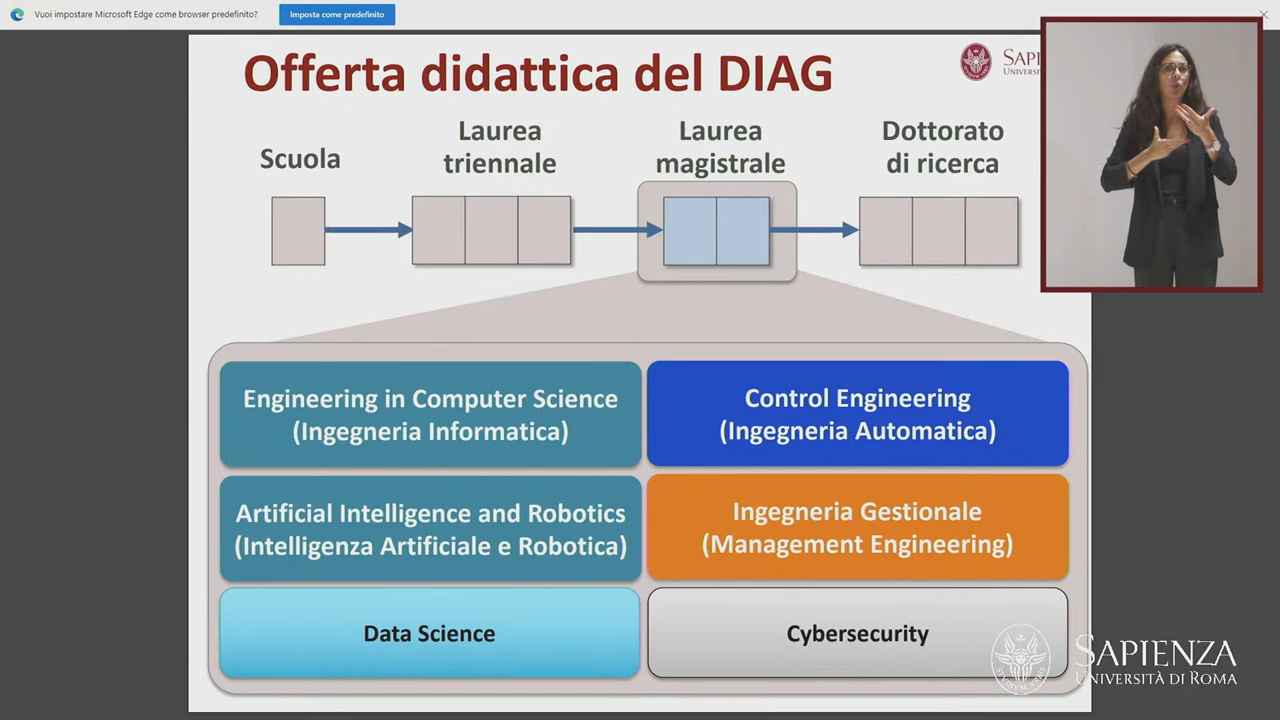 Vuoi impostare Microsoft Edge come browser predefinito?
Imposta come predefinito
Offerta didattica del DIAG
Scuola
Laurea
triennale
Laurea
magistrale
Dottorato
di ricerca
Engineering in Computer Science
(Ingegneria Informatica)
Control Engineering
(Ingegneria Automatica)
Artificial Intelligence and Robotics
(Intelligenza Artificiale e Robotica)
Ingegneria Gestionale
(Management Engineering)
Data Science
Cybersecurity
SAPIENZA
UNIVERSITÀ DI ROMA